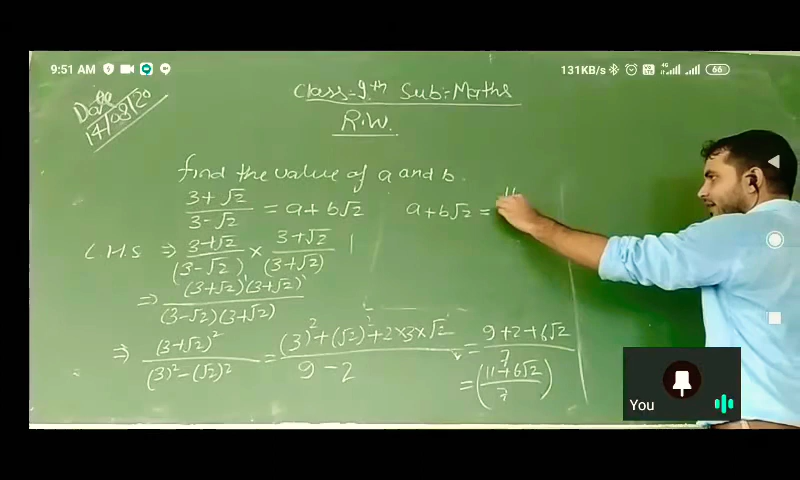 9:51 AM 131KB/s 4G 66
Date
14/08/20
Class-9th Sub:-Maths
R.W.
find the value of a and b.
3+√2/3-√2 = a+b√2 a+b√2 = 11
L.H.S ⇒ 3+√2/(3-√2) × 3+√2/(3+√2)
⇒ (3+√2)(3+√2)/(3-√2)(3+√2)
⇒ (3+√2)²/(3)²-(√2)² = (3)²+(√2)²+2×3×√2/9-2 = 9+2+6√2/7
= (11+6√2/7)
You